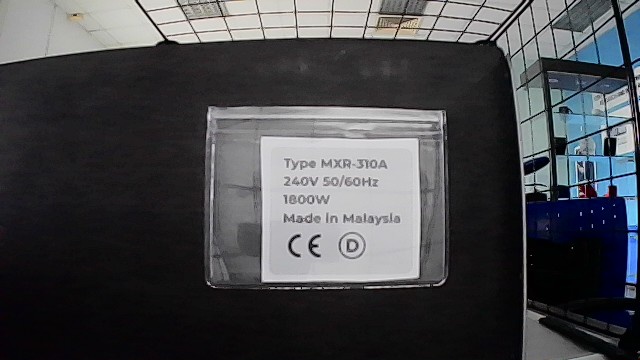 Type MXR-310A
240V 50/60Hz
1800W
Made in Malaysia
CE D